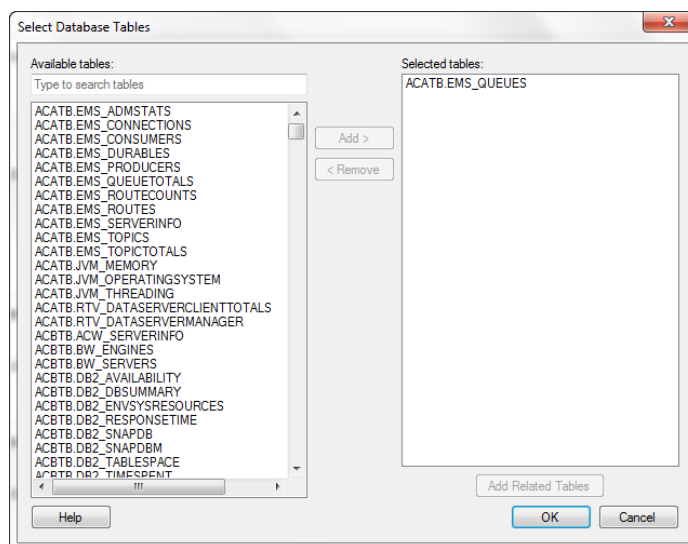 Select Database Tables
Available tables:
Type to search tables
ACATB.EMS_ADMSTATS
ACATB.EMS_CONNECTIONS
ACATB.EMS_CONSUMERS
ACATB.EMS_DURABLES
ACATB.EMS_PRODUCERS
ACATB.EMS_QUEUETOTALS
ACATB.EMS_ROUTECOUNTS
ACATB.EMS_ROUTES
ACATB.EMS_SERVERINFO
ACATB.EMS_TOPICS
ACATB.EMS_TOPICTOTALS
ACATB.JVM_MEMORY
ACATB.JVM_OPERATINGSYSTEM
ACATB.JVM_THREADING
ACATB.RTV_DATASERVERCLIENTTOTALS
ACATB.RTV_DATASERVERMANAGER
ACBTB.ACW_SERVERINFO
ACBTB.BW_ENGINES
ACBTB.BW_SERVERS
ACBTB.DB2_AVAILABILITY
ACBTB.DB2_DBSUMMARY
ACBTB.DB2_ENVSYSRESOURCES
ACBTB.DB2_RESPONSETIME
ACBTB.DB2_SNAPDB
ACBTB.DB2_SNAPDBM
ACBTB.DB2_TABLESPACE
ACBTB.DB2_TIMESPENT
Add >
< Remove
Selected tables:
ACATB.EMS_QUEUES
Add Related Tables
Help
OK
Cancel